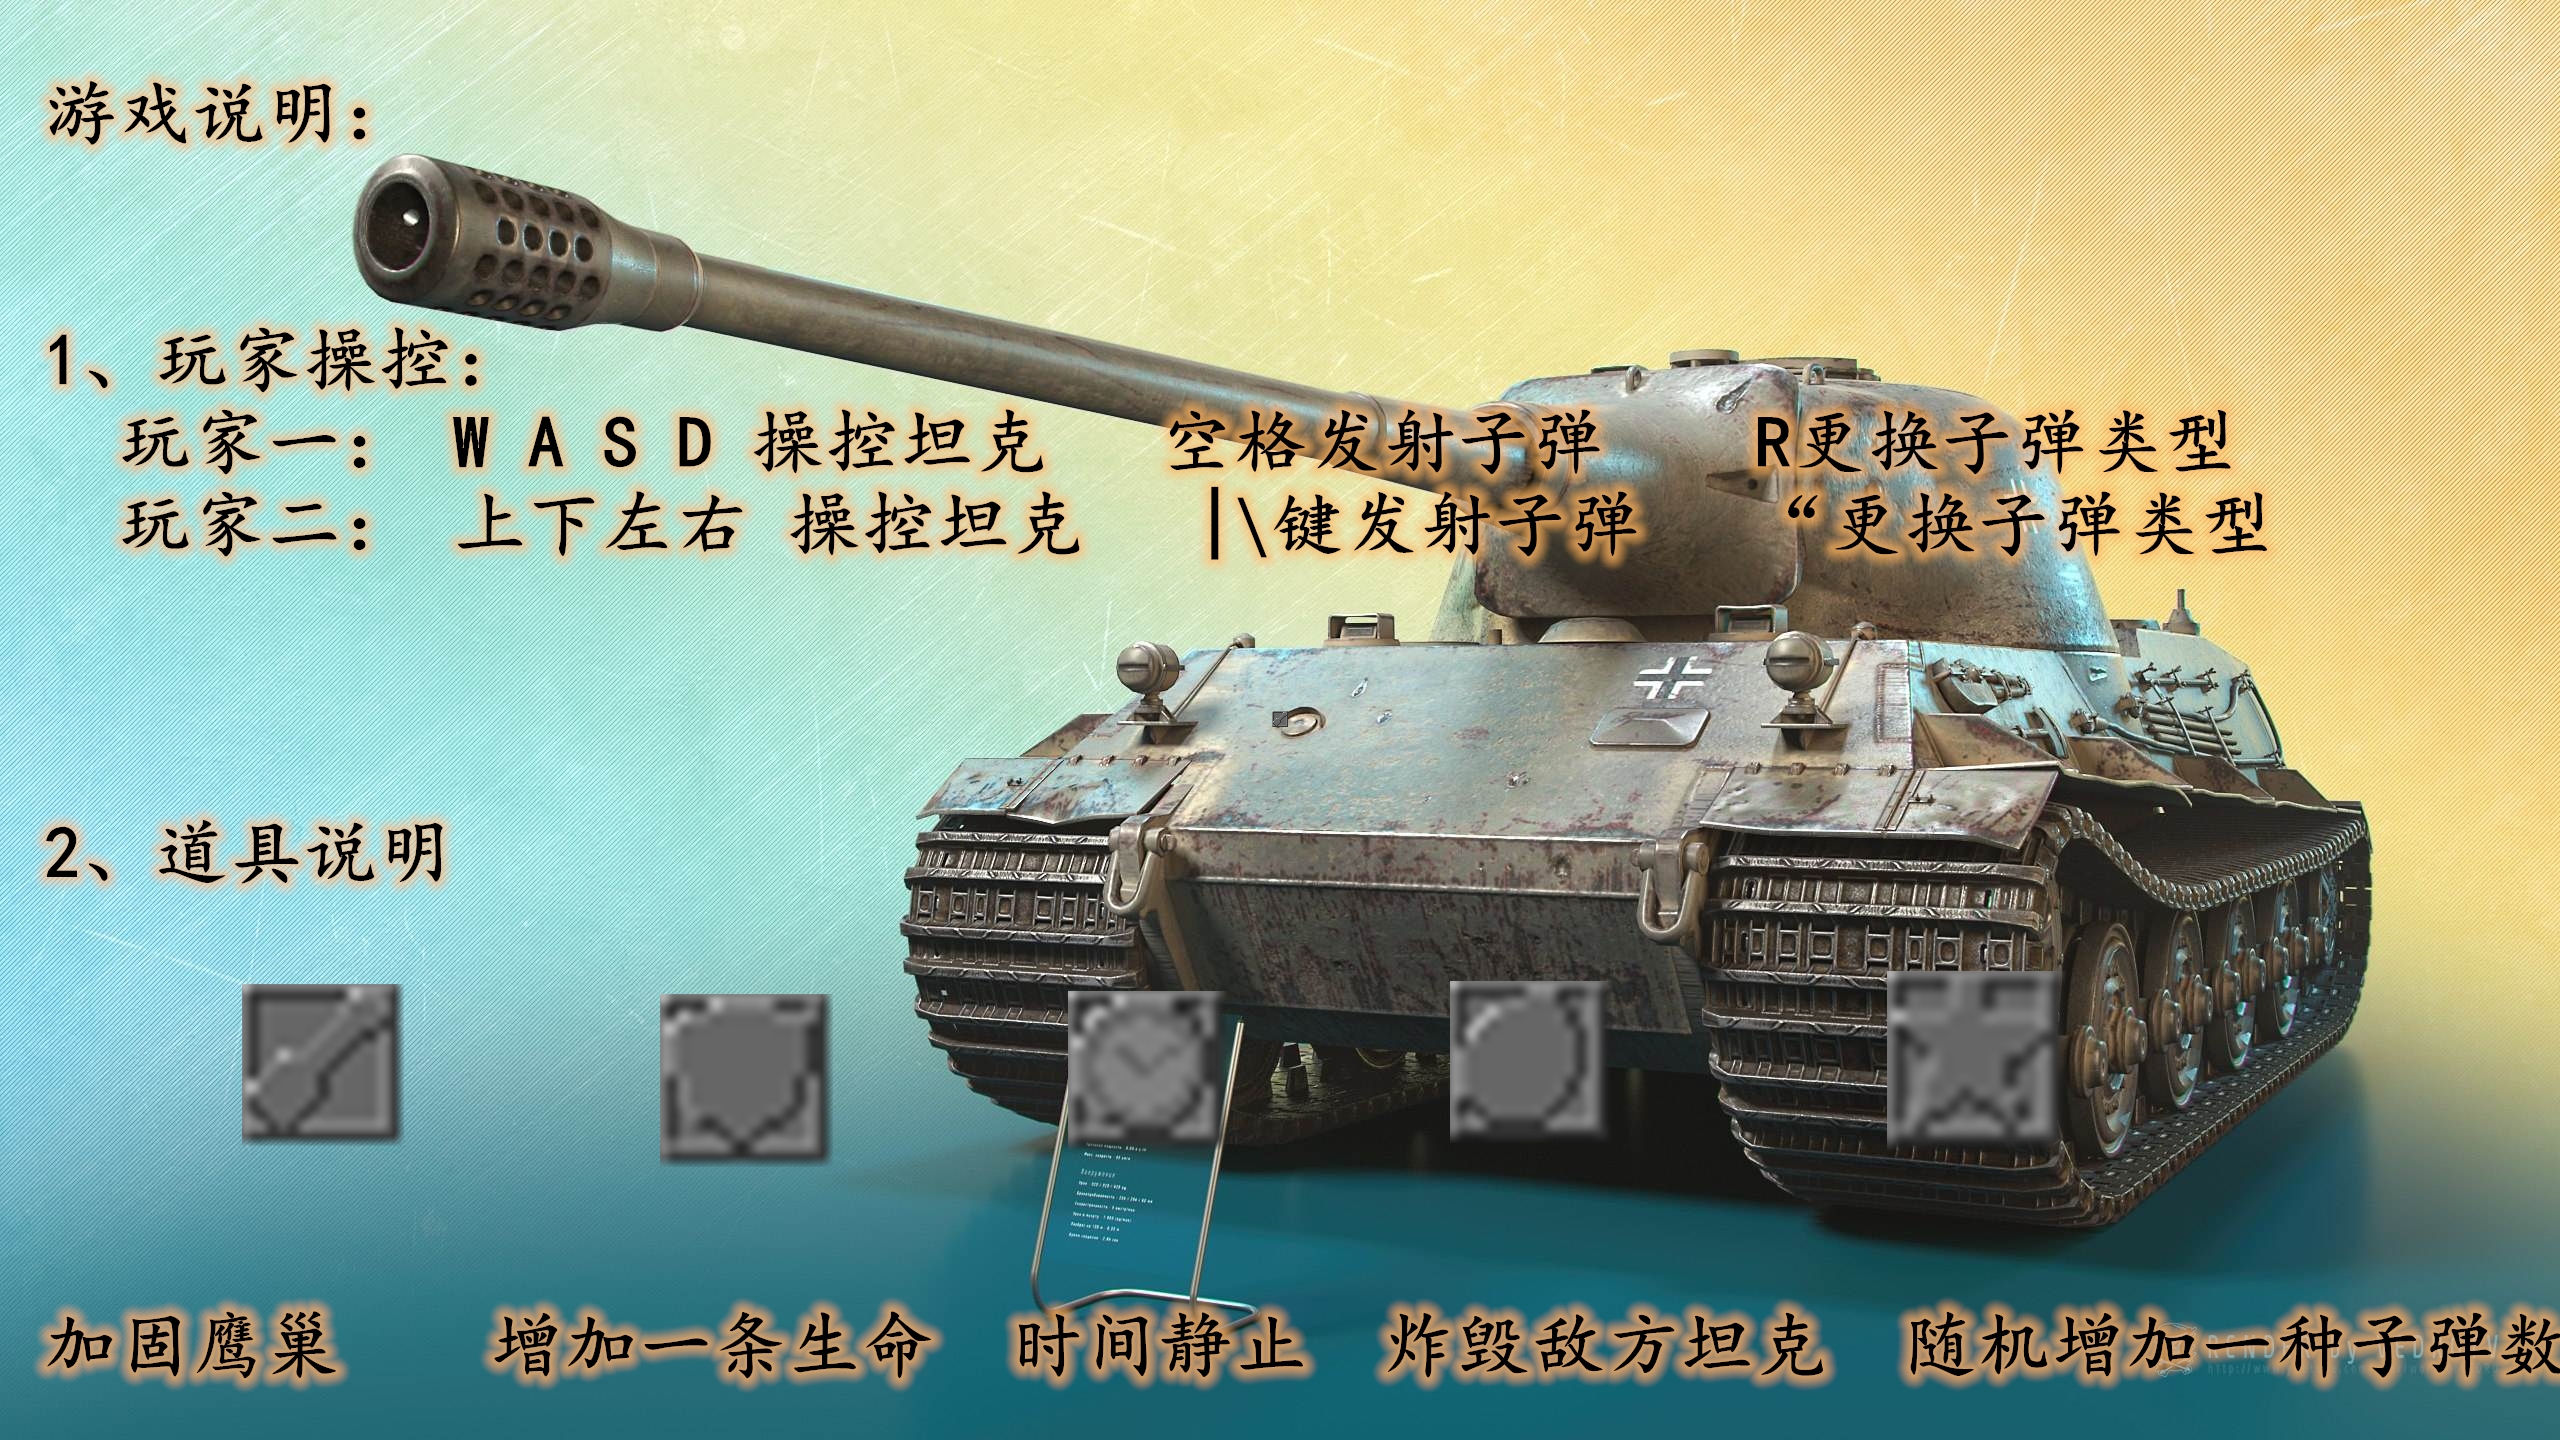 游戏说明：
1、玩家操控：
玩家一： W A S D 操控坦克 空格发射子弹 R更换子弹类型
玩家二： 上下左右 操控坦克 |\键发射子弹 “更换子弹类型
2、道具说明
加固鹰巢 增加一条生命 时间静止 炸毁敌方坦克 随机增加一种子弹数